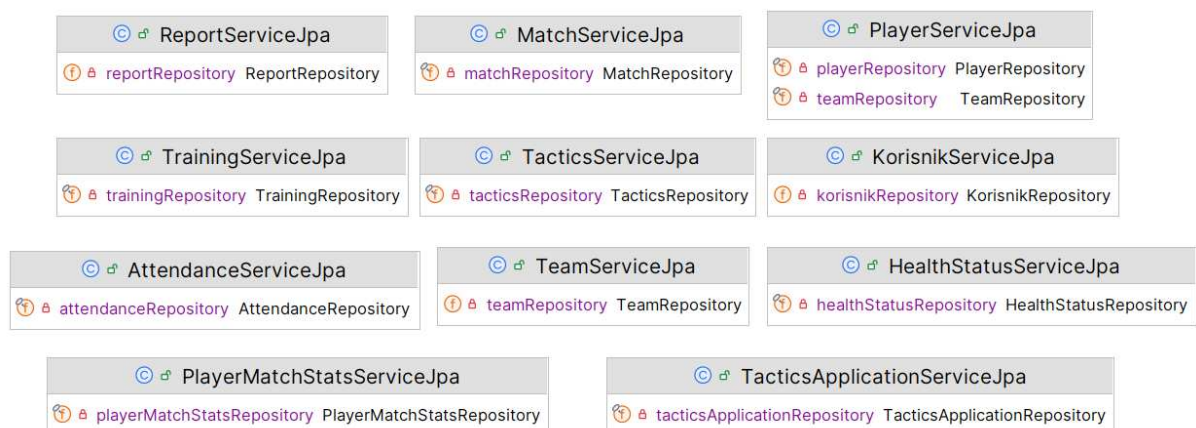 ReportServiceJpa
reportRepository ReportRepository
MatchServiceJpa
matchRepository MatchRepository
PlayerServiceJpa
playerRepository PlayerRepository
teamRepository TeamRepository
TrainingServiceJpa
trainingRepository TrainingRepository
TacticsServiceJpa
tacticsRepository TacticsRepository
KorisnikServiceJpa
korisnikRepository KorisnikRepository
AttendanceServiceJpa
attendanceRepository AttendanceRepository
TeamServiceJpa
teamRepository TeamRepository
HealthStatusServiceJpa
healthStatusRepository HealthStatusRepository
PlayerMatchStatsServiceJpa
playerMatchStatsRepository PlayerMatchStatsRepository
TacticsApplicationServiceJpa
tacticsApplicationRepository TacticsApplicationRepository